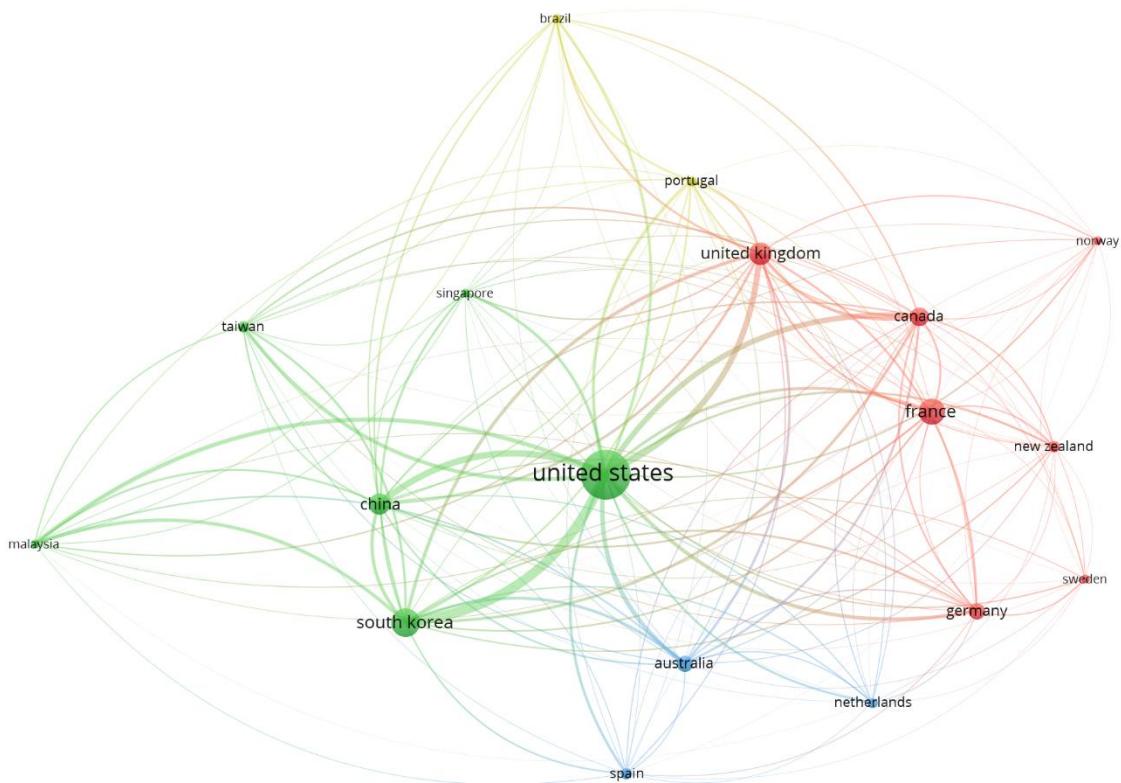 brazil
portugal
norway
united kingdom
singapore
canada
taiwan
france
new zealand
united states
china
malaysia
sweden
germany
south korea
australia
netherlands
spain